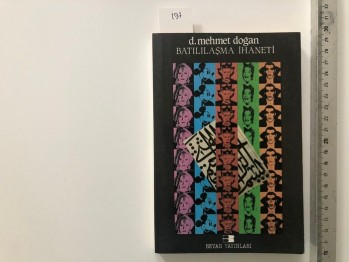 197
d. mehmet doğan
BATILILAŞMA İHANETİ
BEYAN YAYINLARI